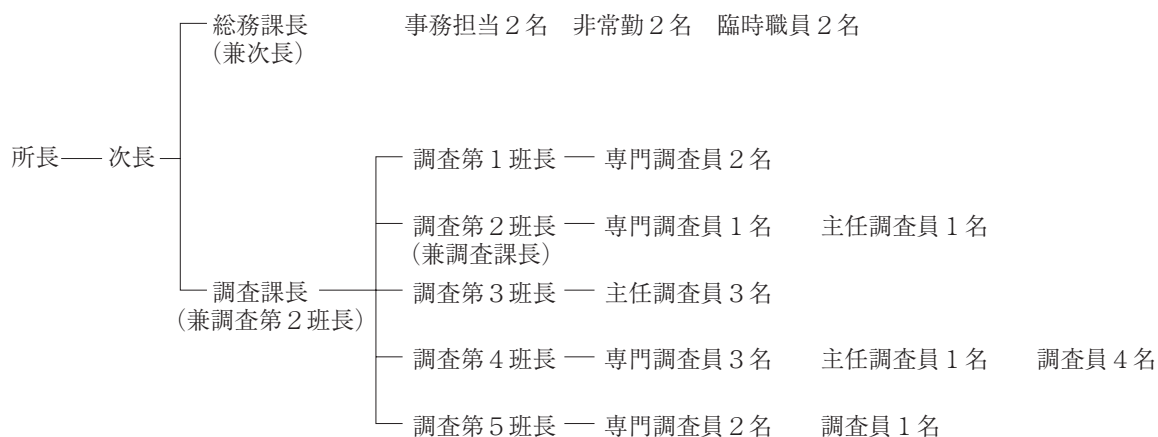 総務課長　事務担当２名　非常勤２名　臨時職員２名
（兼次長）
所長　次長
調査第１班長　専門調査員２名
調査第２班長　専門調査員１名　主任調査員１名
（兼調査課長）
調査課長　調査第３班長　主任調査員３名
（兼調査第２班長）
調査第４班長　専門調査員３名　主任調査員１名　調査員４名
調査第５班長　専門調査員２名　調査員１名